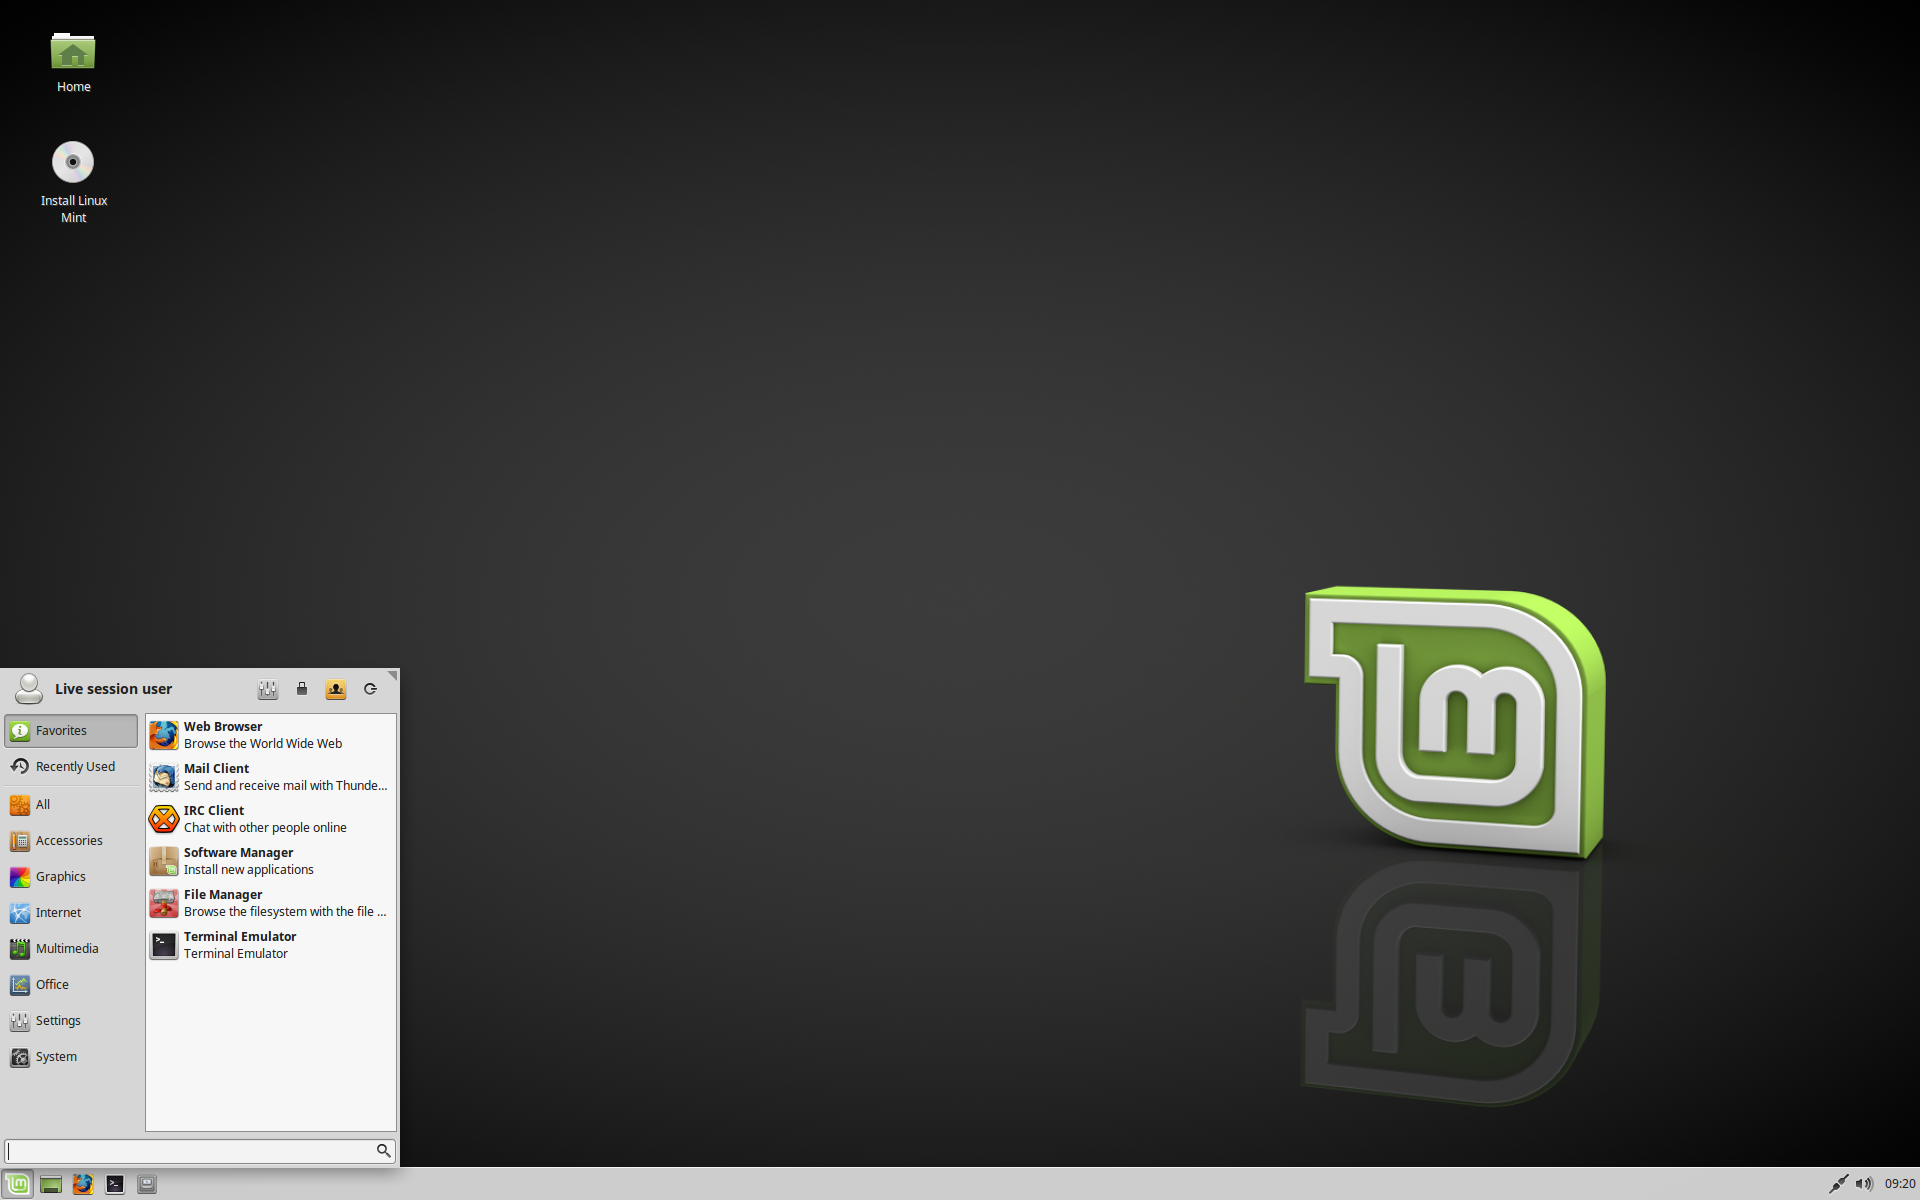 Home
Install Linux
Mint
Live session user
Favorites
Recently Used
All
Accessories
Graphics
Internet
Multimedia
Office
Settings
System
Web Browser
Browse the World Wide Web
Mail Client
Send and receive mail with Thunde...
IRC Client
Chat with other people online
Software Manager
Install new applications
File Manager
Browse the filesystem with the file ...
Terminal Emulator
Terminal Emulator
09:20